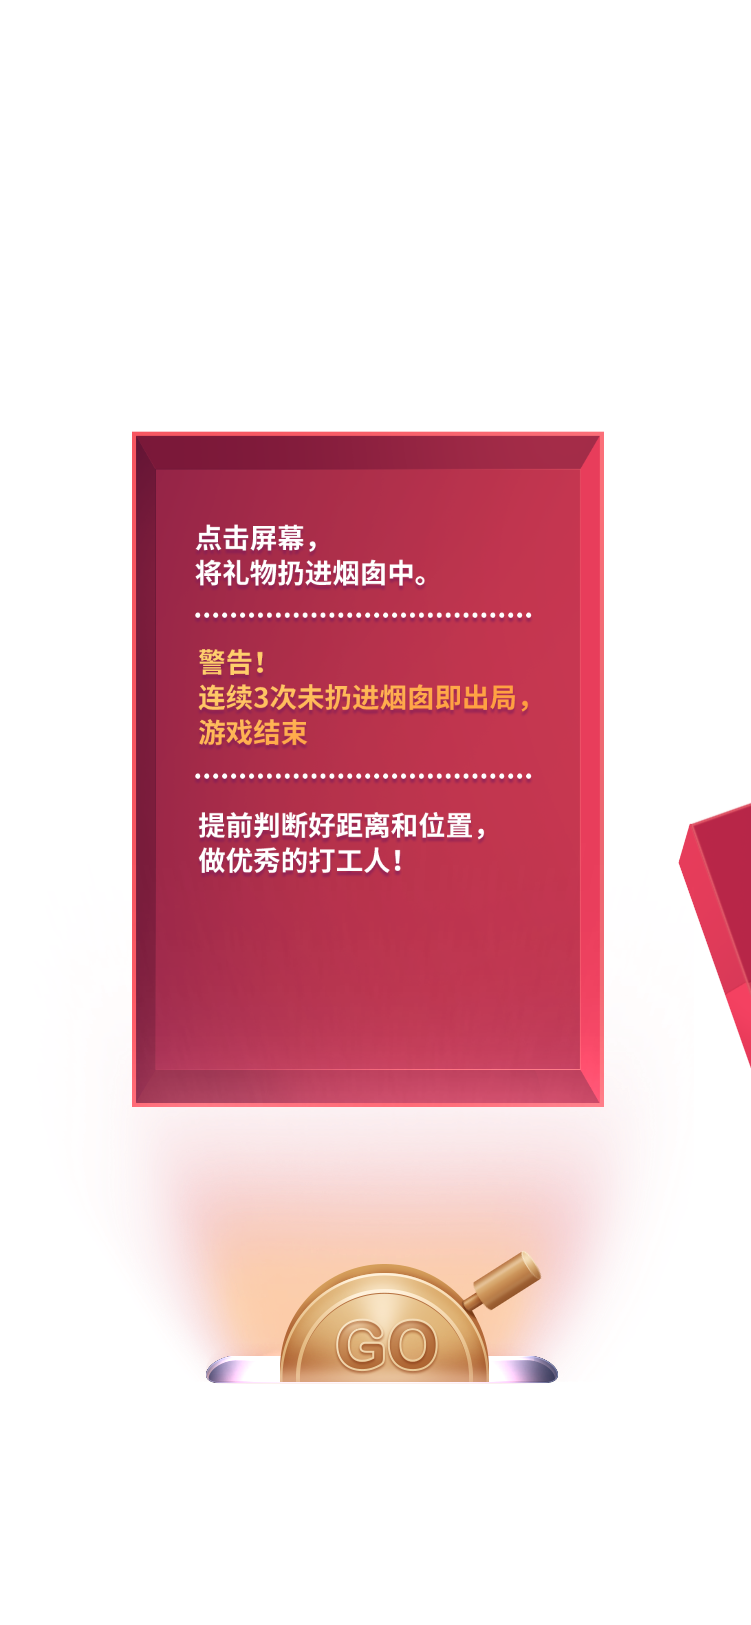 点击屏幕，
将礼物扔进烟囱中。
警告！
连续3次未扔进烟囱即出局，
游戏结束
提前判断好距离和位置，
做优秀的打工人！
GO